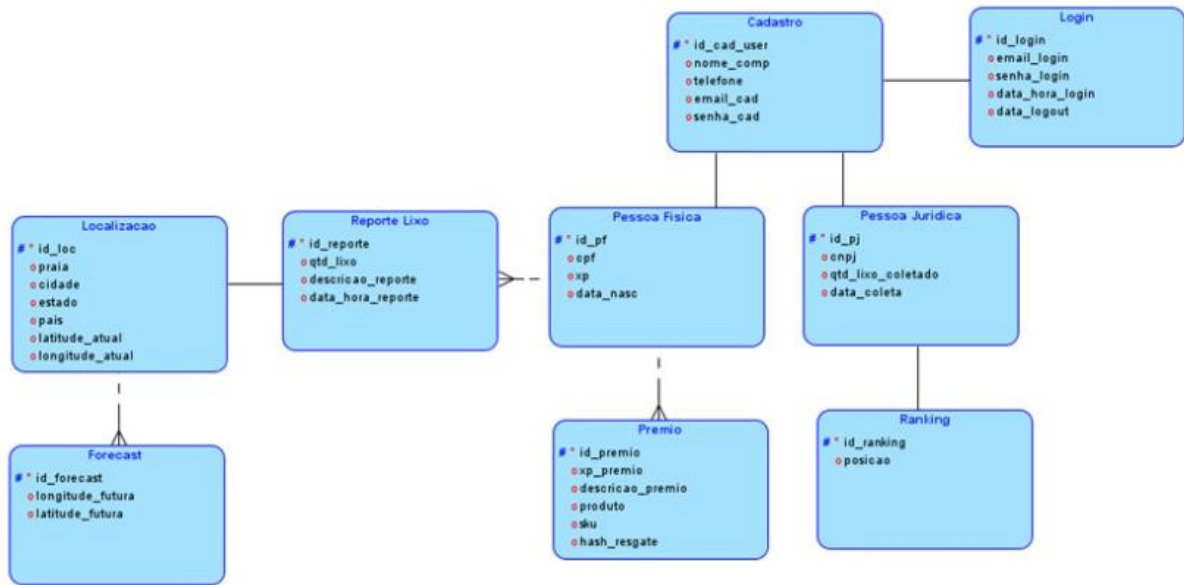 Cadastro
# * id_cad_user
o nome_comp
o telefone
o email_cad
o senha_cad
Login
# * id_login
o email_login
o senha_login
o data_hora_login
o data_logout
Localizacao
# * id_loc
o praia
o cidade
o estado
o pais
o latitude_atual
o longitude_atual
Reporte Lixo
# * id_reporte
o qtd_lixo
o descricao_reporte
o data_hora_reporte
Pessoa Fisica
# * id_pf
o cpf
o xp
o data_nasc
Pessoa Juridica
# * id_pj
o cnpj
o qtd_lixo_coletado
o data_coleta
Forecast
# * id_forecast
o longitude_futura
o latitude_futura
Premio
# * id_premio
o xp_premio
o descricao_premio
o produto
o sku
o hash_resgate
Ranking
# * id_ranking
o posicao